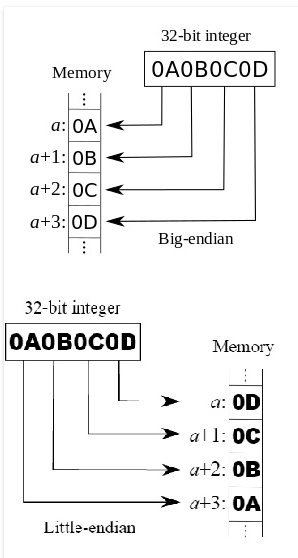 32-bit integer
0A0B0C0D
Memory
a: 0A
a+1: 0B
a+2: 0C
a+3: 0D
Big-endian
32-bit integer
0A0B0C0D
Memory
a: 0D
a+1: 0C
a+2: 0B
a+3: 0A
Little-endian